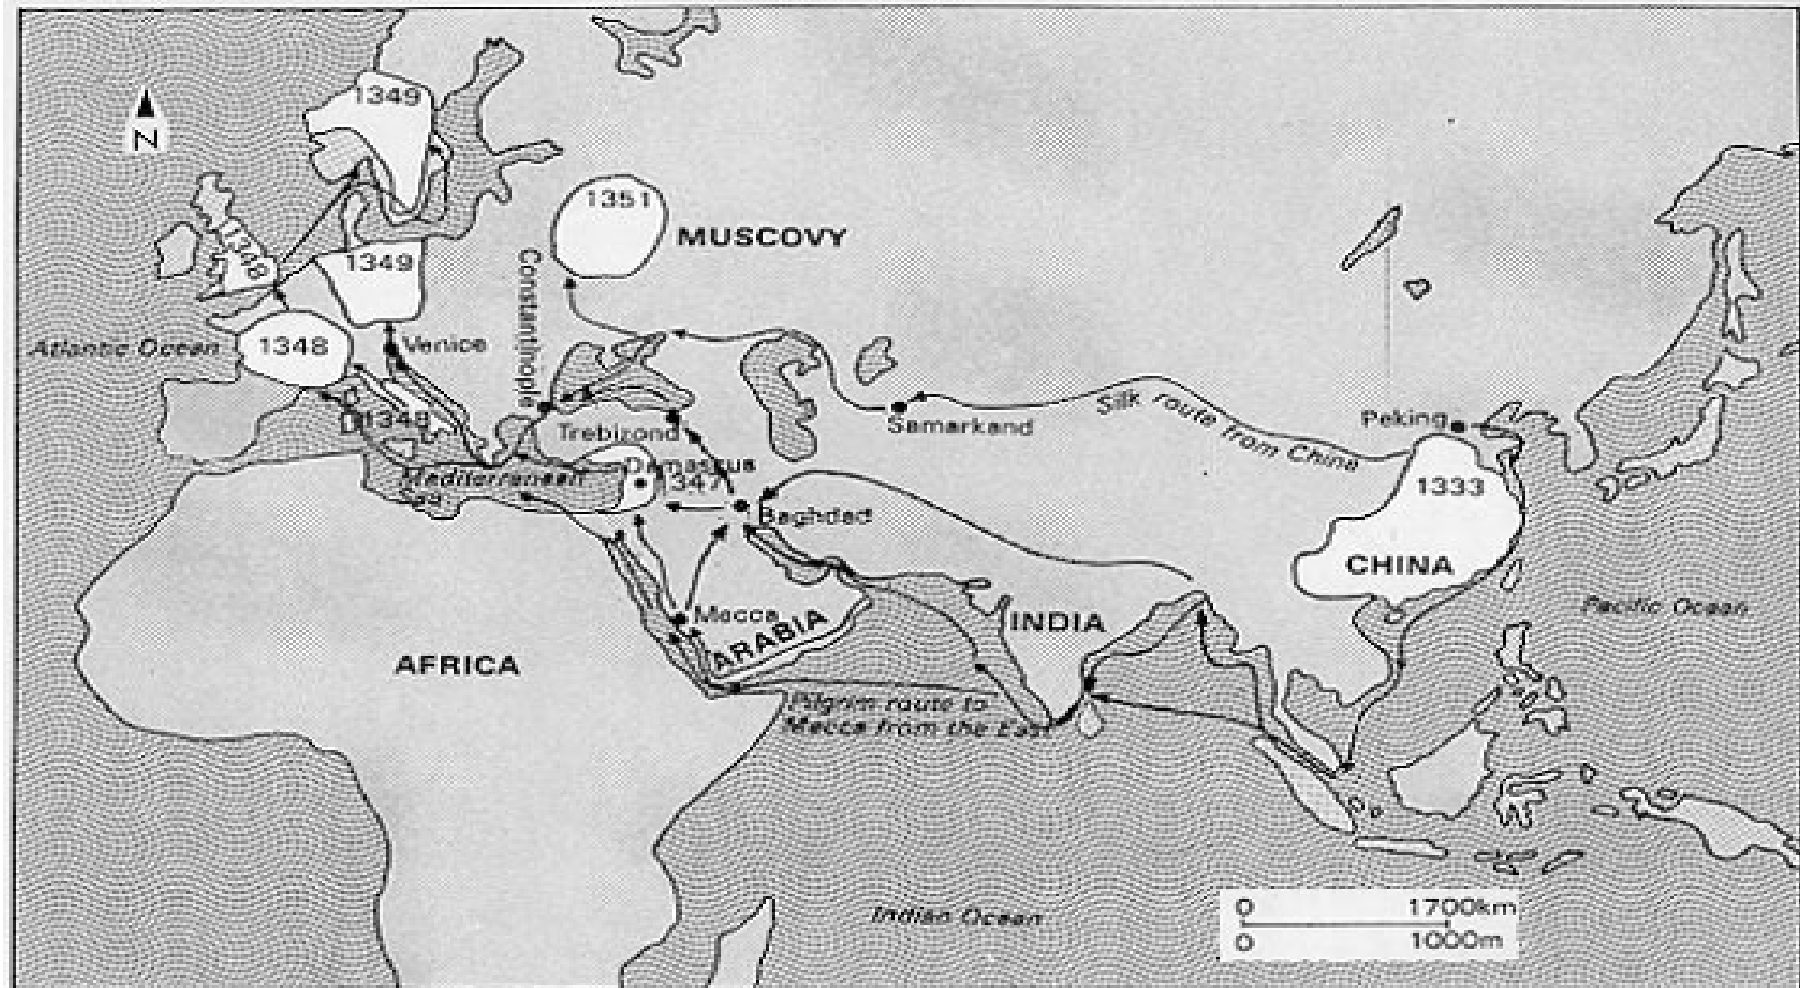 1349
N
1351
MUSCOVY
1348
1349
Constantinople
Atlantic Ocean
1348
Venice
Silk route from China
Peking
1348
Trebizond
Samarkand
Damascus
Mediterranean
Sea
1347
1333
Baghdad
CHINA
Mecca
ARABIA
INDIA
Pacific Ocean
AFRICA
Pilgrim route to
Mecca from the East
0 1700km
0 1000m
Indian Ocean